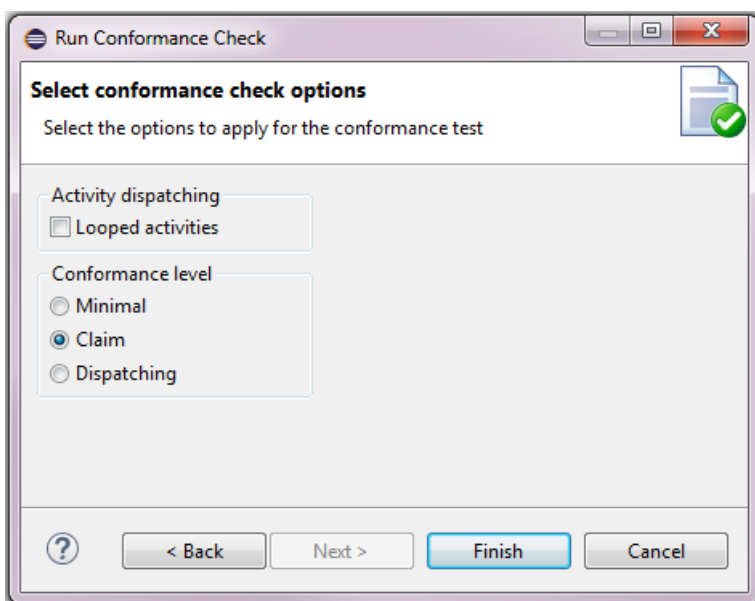 Run Conformance Check
Select conformance check options
Select the options to apply for the conformance test
Activity dispatching
Looped activities
Conformance level
Minimal
Claim
Dispatching
? < Back Next > Finish Cancel